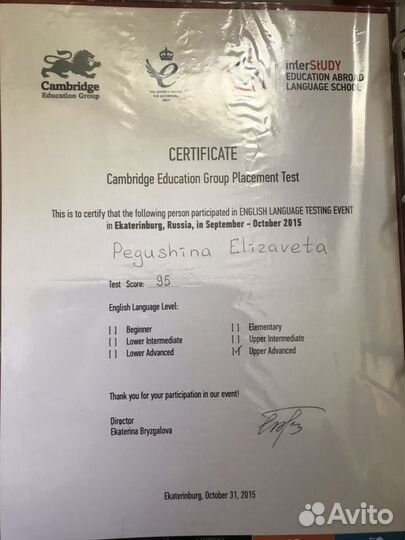 Cambridge
Education Group
THE QUEEN'S AWARDS
FOR ENTERPRISE:
2011
interStUDY
EDUCATION ABROAD
LANGUAGE SCHOOL
CERTIFICATE
Cambridge Education Group Placement Test
This is to certify that the following person participated in ENGLISH LANGUAGE TESTING EVENT
in Ekaterinburg, Russia, in September - October 2015
Pegushina Elizaveta
Test Score: 95
English Language Level:
[ ] Beginner
[ ] Elementary
[ ] Lower Intermediate
[ ] Upper Intermediate
[ ] Lower Advanced
[✓] Upper Advanced
Thank you for your participation in our event!
Director
Ekaterina Bryzgalova
Ekaterinburg, October 31, 2015
Avito